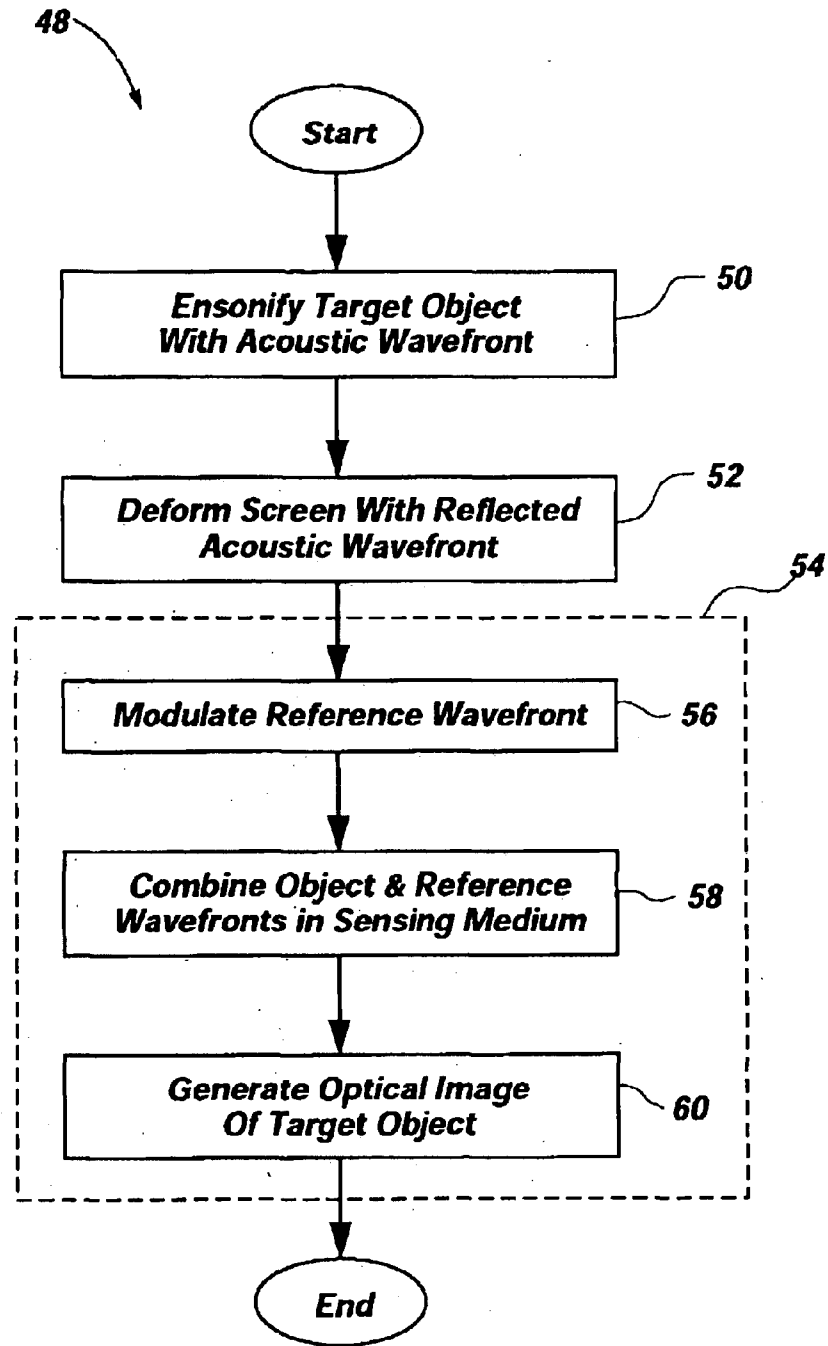 48
Start
50
Ensonify Target Object
With Acoustic Wavefront
52
Deform Screen With Reflected
Acoustic Wavefront
54
Modulate Reference Wavefront
56
Combine Object & Reference
Wavefronts in Sensing Medium
58
Generate Optical Image
Of Target Object
60
End